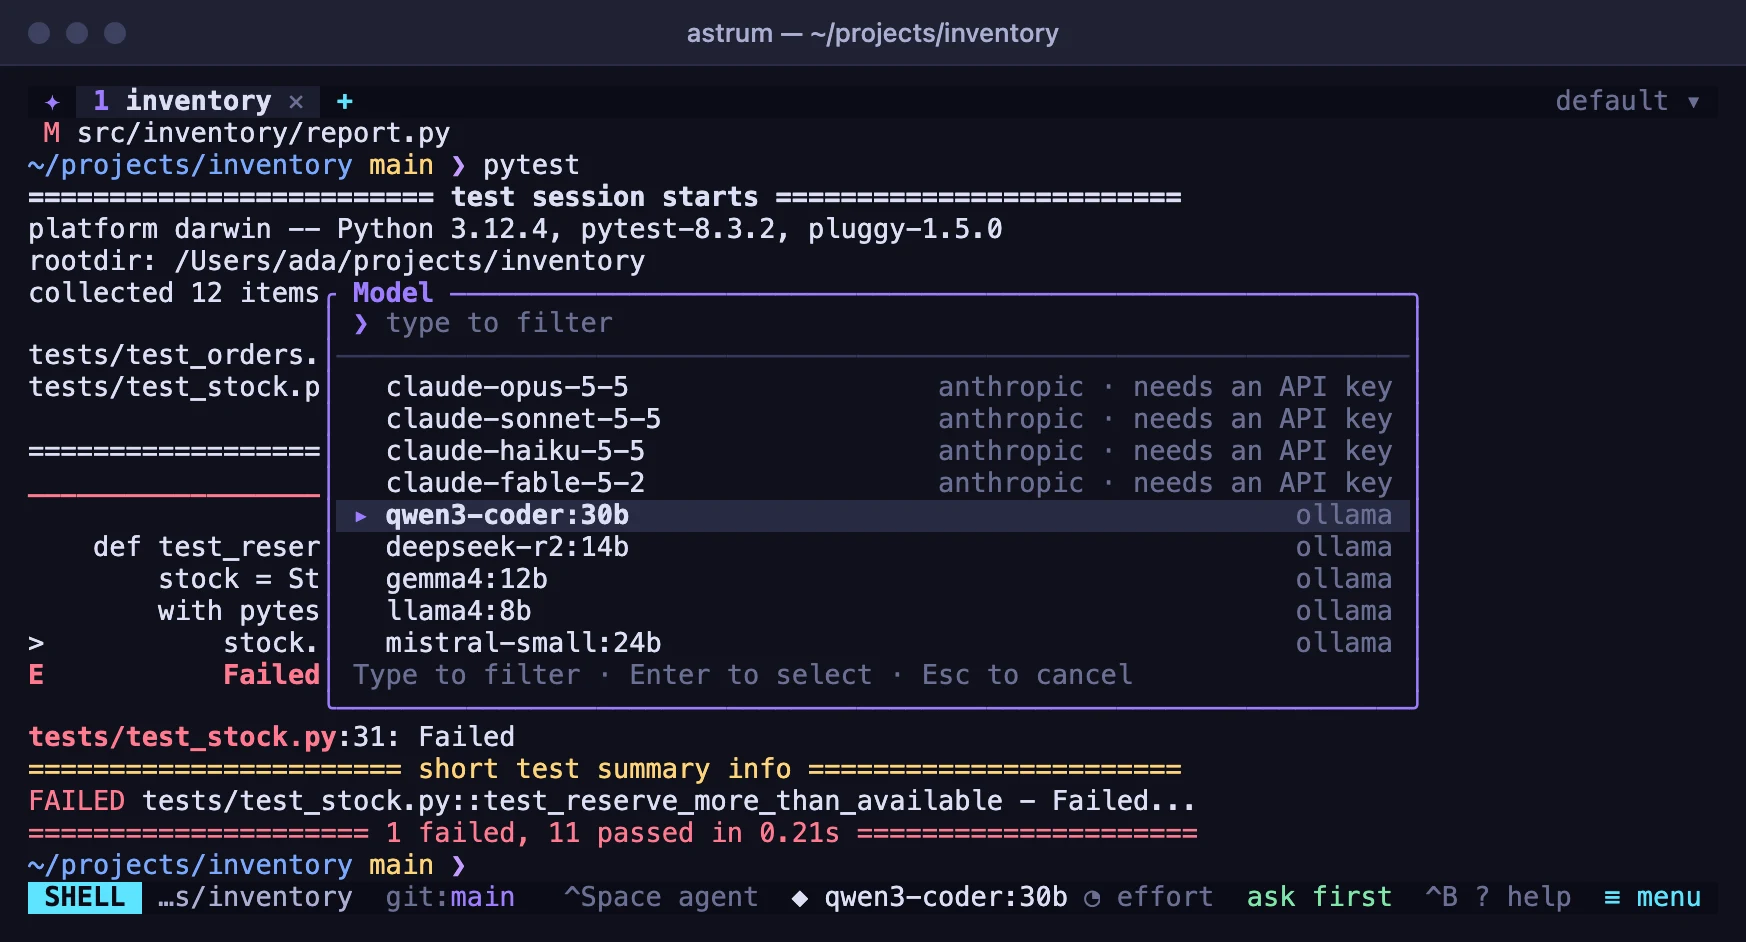 astrum — ~/projects/inventory
✦ 1 inventory × + default ▾
M src/inventory/report.py
~/projects/inventory main ❯ pytest
========================= test session starts =========================
platform darwin -- Python 3.12.4, pytest-8.3.2, pluggy-1.5.0
rootdir: /Users/ada/projects/inventory
collected 12 items
Model
❯ type to filter
tests/test_orders.
tests/test_stock.p
claude-opus-5-5 anthropic · needs an API key
claude-sonnet-5-5 anthropic · needs an API key
claude-haiku-5-5 anthropic · needs an API key
claude-fable-5-2 anthropic · needs an API key
▸ qwen3-coder:30b ollama
deepseek-r2:14b ollama
gemma4:12b ollama
llama4:8b ollama
mistral-small:24b ollama
Type to filter · Enter to select · Esc to cancel
==================
def test_reser
stock = St
with pytes
> stock.
E Failed
tests/test_stock.py:31: Failed
======================= short test summary info =======================
FAILED tests/test_stock.py::test_reserve_more_than_available - Failed...
===================== 1 failed, 11 passed in 0.21s =====================
~/projects/inventory main ❯
SHELL …s/inventory git:main ^Space agent ◆ qwen3-coder:30b ◔ effort ask first ^B ? help ≡ menu